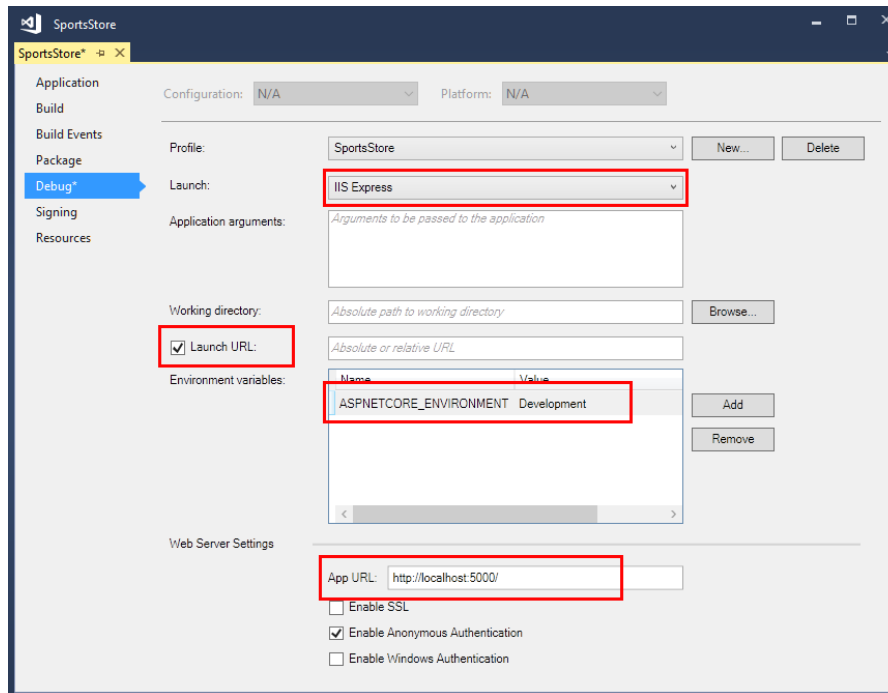 SportsStore
SportsStore*
Application
Build
Build Events
Package
Debug*
Signing
Resources
Configuration: N/A Platform: N/A
Profile: SportsStore New... Delete
Launch: IIS Express
Application arguments: Arguments to be passed to the application
Working directory: Absolute path to working directory Browse...
Launch URL: Absolute or relative URL
Environment variables: Name Value
ASPNETCORE_ENVIRONMENT Development Add
Remove
Web Server Settings
App URL: http://localhost:5000/
Enable SSL
Enable Anonymous Authentication
Enable Windows Authentication